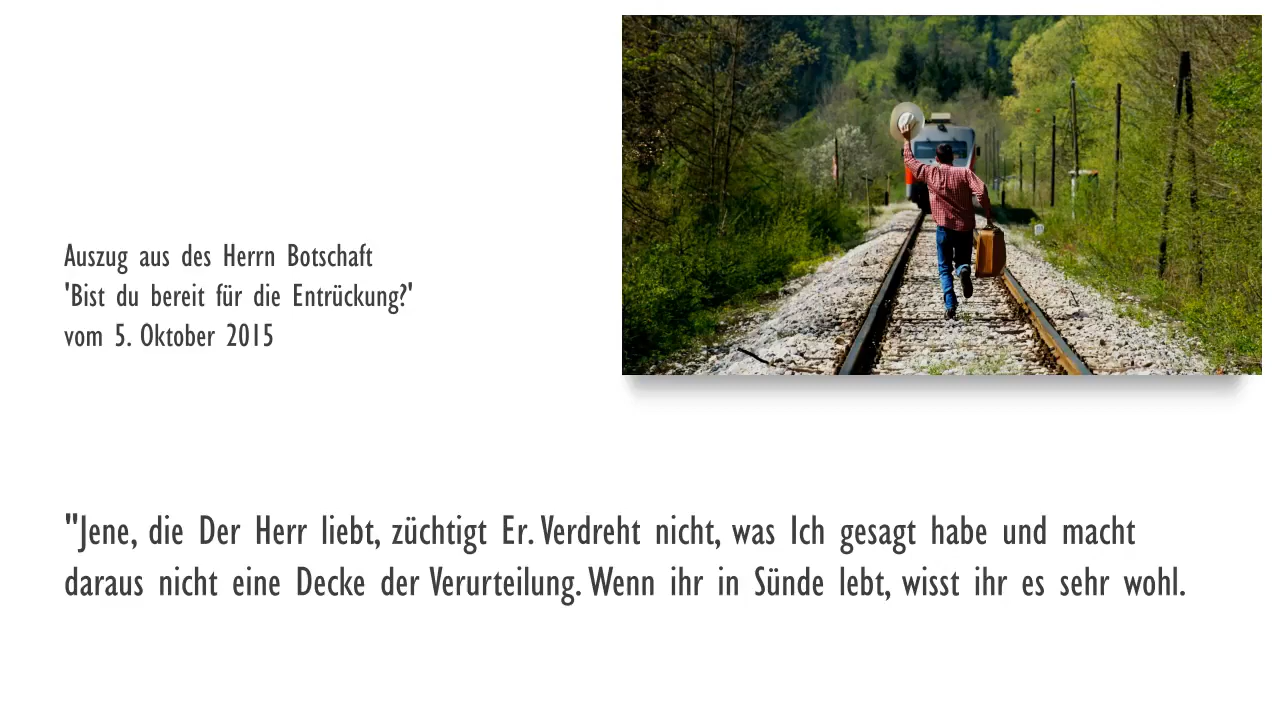 Auszug aus des Herrn Botschaft
'Bist du bereit für die Entrückung?'
vom 5. Oktober 2015
"Jene, die Der Herr liebt, züchtigt Er. Verdreht nicht, was Ich gesagt habe und macht
daraus nicht eine Decke der Verurteilung. Wenn ihr in Sünde lebt, wisst ihr es sehr wohl.